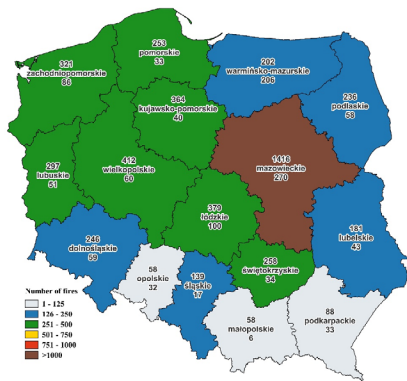 321
zachodniopomorskie
86
253
pomorskie
33
202
warmińsko-mazurskie
206
236
podlaskie
58
364
kujawsko-pomorskie
40
1416
mazowieckie
270
297
lubuskie
51
412
wielkopolskie
60
379
łódzkie
100
181
lubelskie
43
246
dolnośląskie
59
58
opolskie
32
139
śląskie
17
258
świętokrzyskie
34
58
małopolskie
6
88
podkarpackie
33
Number of fires
1 - 125
126 - 250
251 - 500
501 - 750
751 - 1000
>1000